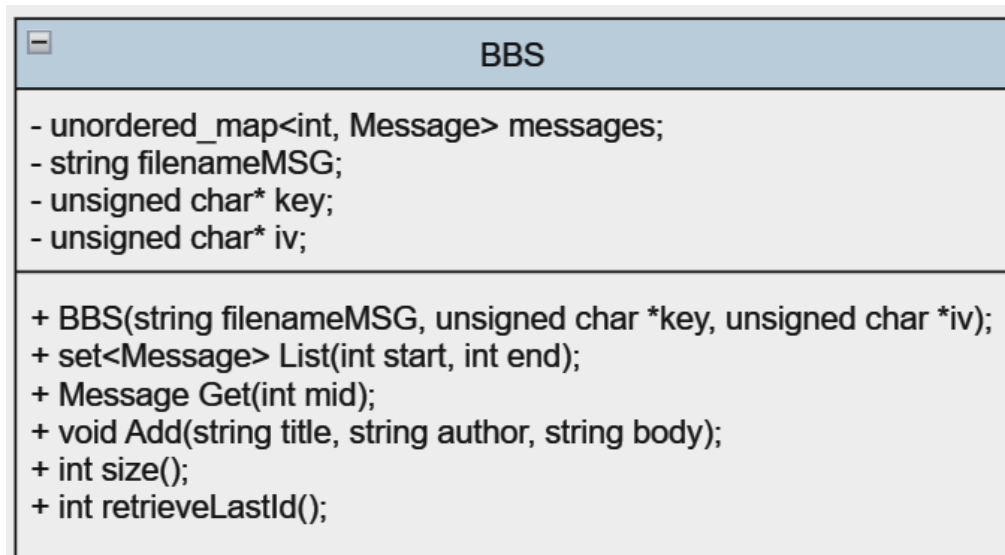 BBS
- unordered_map<int, Message> messages;
- string filenameMSG;
- unsigned char* key;
- unsigned char* iv;
+ BBS(string filenameMSG, unsigned char *key, unsigned char *iv);
+ set<Message> List(int start, int end);
+ Message Get(int mid);
+ void Add(string title, string author, string body);
+ int size();
+ int retrieveLastId();